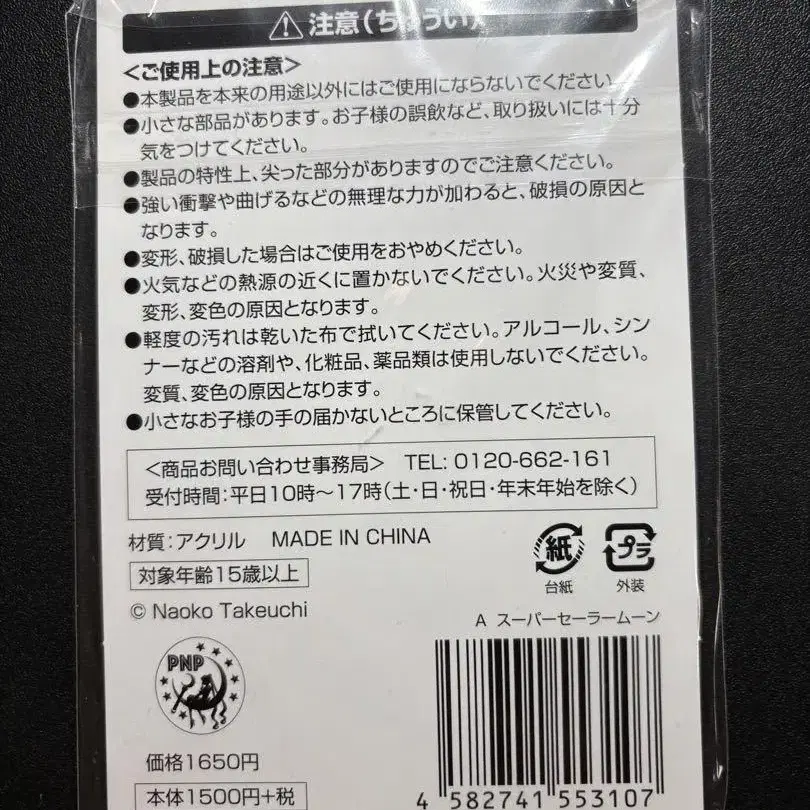 注意(ちゅうい)
<ご使用上の注意>
●本製品を本来の用途以外にはご使用にならないでください。
●小さな部品があります。お子様の誤飲など、取り扱いには十分
気をつけてください。
●製品の特性上、尖った部分がありますのでご注意ください。
●強い衝撃や曲げるなどの無理な力が加わると、破損の原因と
なります。
●変形、破損した場合はご使用をおやめください。
●火気などの熱源の近くに置かないでください。火災や変質、
変形、変色の原因となります。
●軽度の汚れは乾いた布で拭いてください。アルコール、シン
ナーなどの溶剤や、化粧品、薬品類は使用しないでください。
変質、変色の原因となります。
●小さなお子様の手の届かないところに保管してください。
<商品お問い合わせ事務局> TEL: 0120-662-161
受付時間:平日10時~17時(土・日・祝日・年末年始を除く)
材質:アクリル MADE IN CHINA
紙 プラ
台紙 外装
対象年齢15歳以上
© Naoko Takeuchi
A スーパーセーラームーン
PNP
価格1650円
本体1500円+税
4 582741 553107